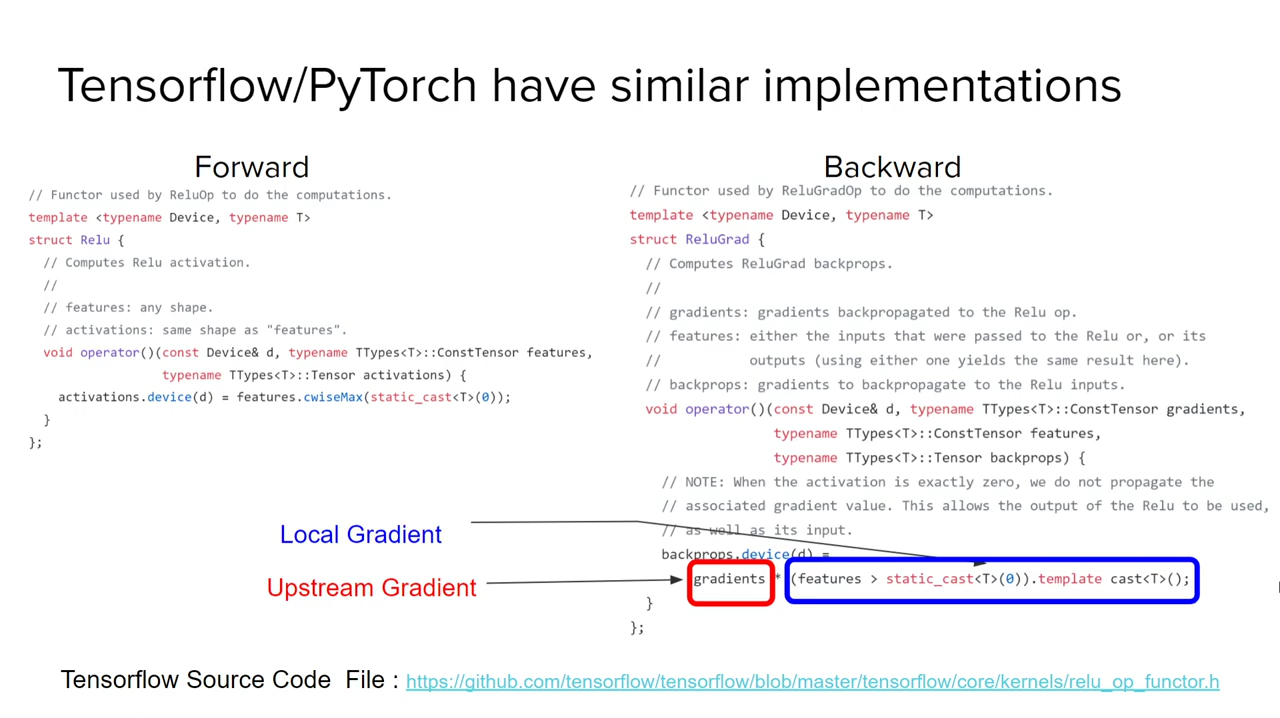 Tensorflow/PyTorch have similar implementations
Forward
// Functor used by ReluOp to do the computations.
template <typename Device, typename T>
struct Relu {
// Computes Relu activation.
//
// features: any shape.
// activations: same shape as "features".
void operator()(const Device& d, typename TTypes<T>::ConstTensor features,
typename TTypes<T>::Tensor activations) {
activations.device(d) = features.cwiseMax(static_cast<T>(0));
}
};
Backward
// Functor used by ReluGradOp to do the computations.
template <typename Device, typename T>
struct ReluGrad {
// Computes ReluGrad backprops.
//
// gradients: gradients backpropagated to the Relu op.
// features: either the inputs that were passed to the Relu or, or its
// outputs (using either one yields the same result here).
// backprops: gradients to backpropagate to the Relu inputs.
void operator()(const Device& d, typename TTypes<T>::ConstTensor gradients,
typename TTypes<T>::ConstTensor features,
typename TTypes<T>::Tensor backprops) {
// NOTE: When the activation is exactly zero, we do not propagate the
// associated gradient value. This allows the output of the Relu to be used,
// as well as its input.
backprops.device(d) =
gradients * (features > static_cast<T>(0)).template cast<T>();
}
};
Local Gradient
Upstream Gradient
Tensorflow Source Code File : https://github.com/tensorflow/tensorflow/blob/master/tensorflow/core/kernels/relu_op_functor.h